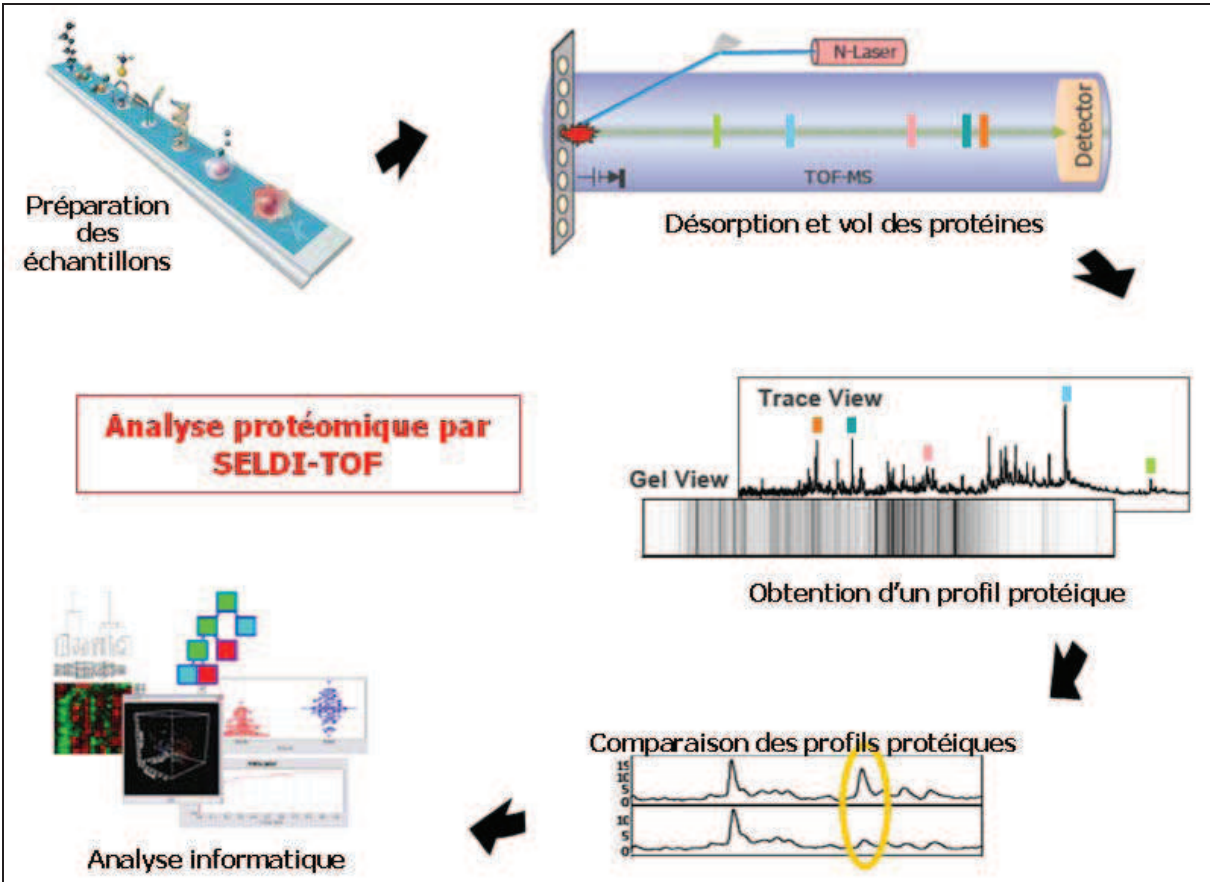 Préparation
des
échantillons
N-Laser
Detector
TOF-MS
Désorption et vol des protéines
Analyse protéomique par
SELDI-TOF
Trace View
Gel View
Obtention d'un profil protéique
Comparaison des profils protéiques
15
10
5
0
10
5
0
Analyse informatique